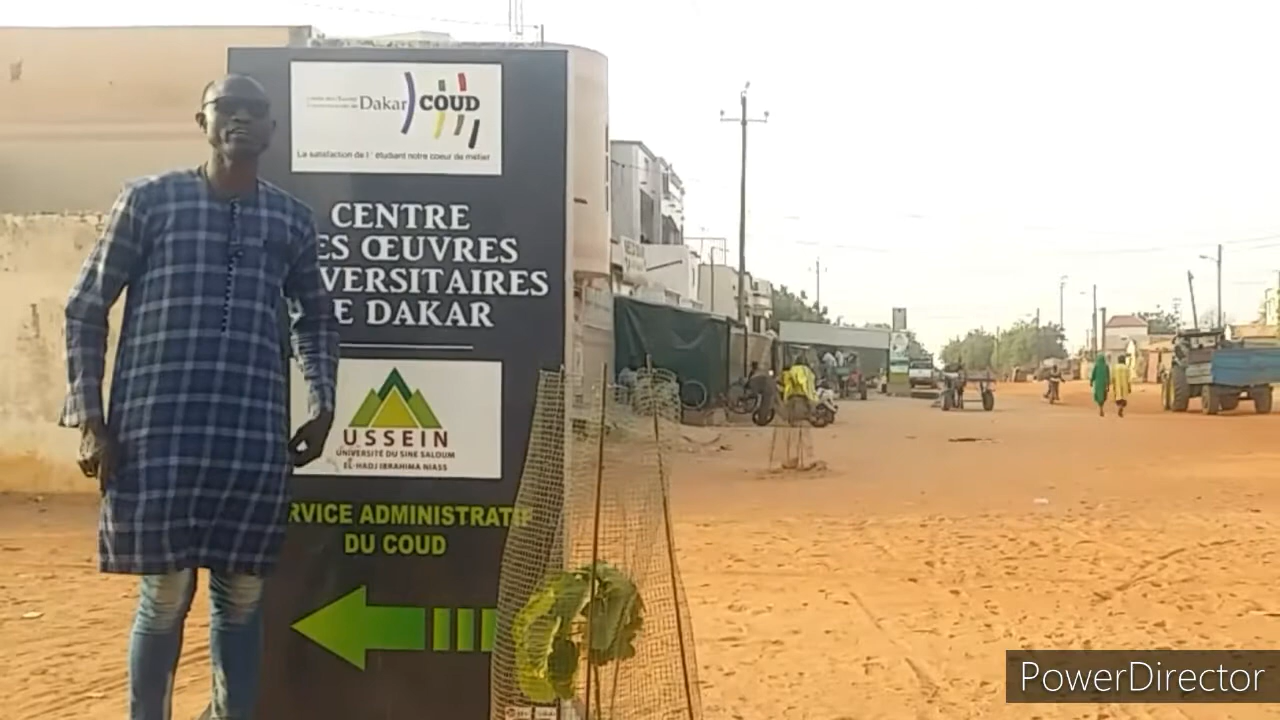 Dakar COUD
La satisfaction de l'étudiant notre coeur de métier
CENTRE
ES ŒUVRES
VERSITAIRES
E DAKAR
USSEIN
UNIVERSITÉ DU SINE SALOUM
EL-HADJ IBRAHIMA NIASS
RVICE ADMINISTRATIF
DU COUD
PowerDirector